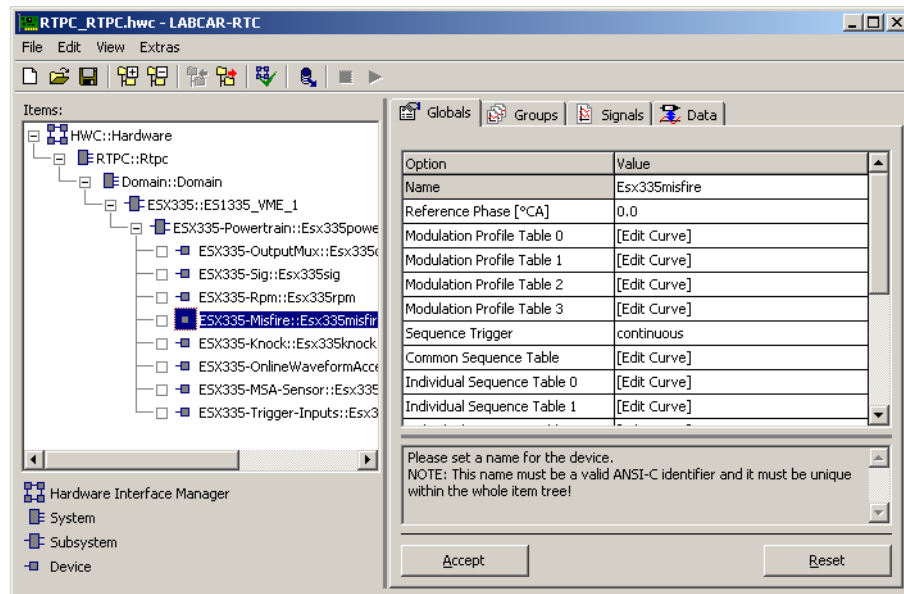 RTPC_RTPC.hwc - LABCAR-RTC
File Edit View Extras
Items:
HWC::Hardware
RTPC::Rtpc
Domain::Domain
ESX335::ES1335_VME_1
ESX335-Powertrain::Esx335powe
ESX335-OutputMux::Esx335
ESX335-Sig::Esx335sig
ESX335-Rpm::Esx335rpm
ESX335-Misfire::Esx335misfir
ESX335-Knock::Esx335knock
ESX335-OnlineWaveformAcce
ESX335-MSA-Sensor::Esx335
ESX335-Trigger-Inputs::Esx3
Hardware Interface Manager
System
Subsystem
Device
Globals Groups Signals Data
Option Value
Name Esx335misfire
Reference Phase [°CA] 0.0
Modulation Profile Table 0 [Edit Curve]
Modulation Profile Table 1 [Edit Curve]
Modulation Profile Table 2 [Edit Curve]
Modulation Profile Table 3 [Edit Curve]
Sequence Trigger continuous
Common Sequence Table [Edit Curve]
Individual Sequence Table 0 [Edit Curve]
Individual Sequence Table 1 [Edit Curve]
Please set a name for the device.
NOTE: This name must be a valid ANSI-C identifier and it must be unique
within the whole item tree!
Accept Reset